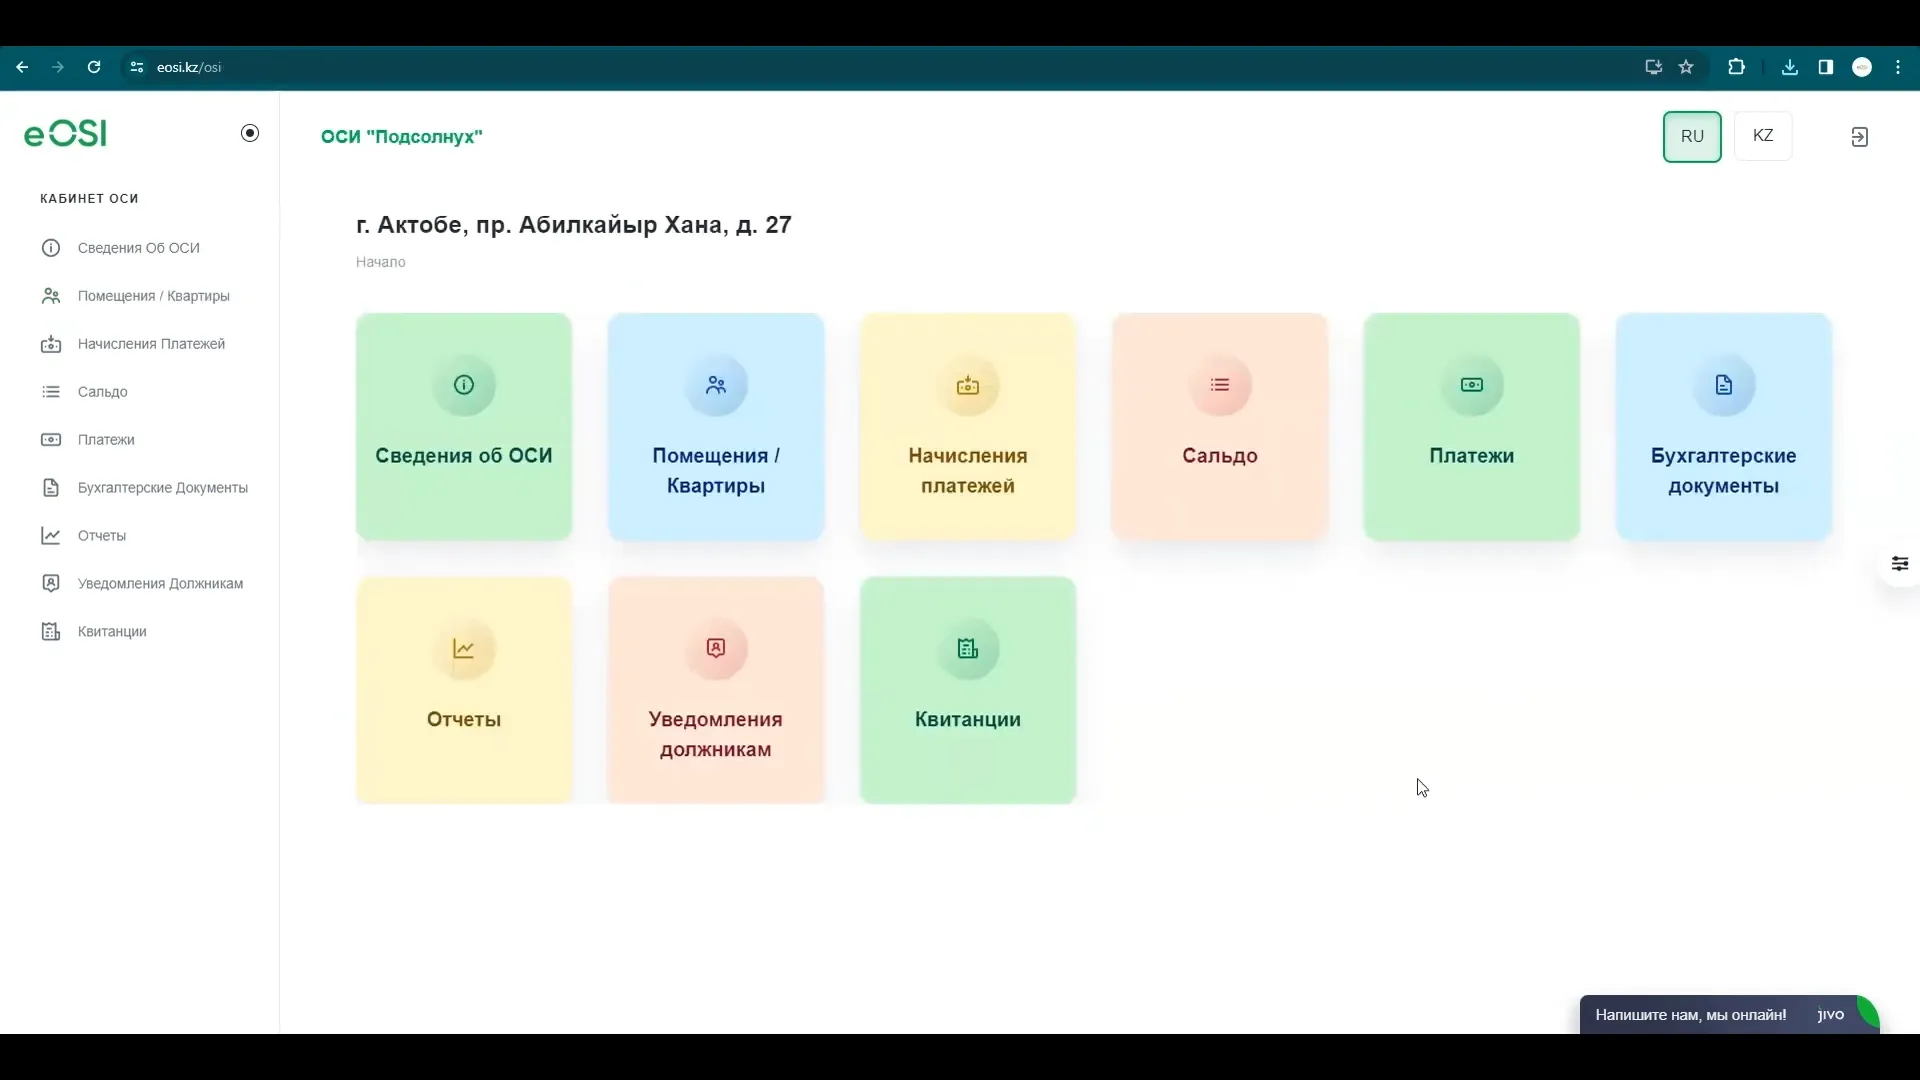 eosi.kz/osi
eOSI
ОСИ "Подсолнух"
RU
KZ
КАБИНЕТ ОСИ
Сведения Об ОСИ
Помещения / Квартиры
Начисления Платежей
Сальдо
Платежи
Бухгалтерские Документы
Отчеты
Уведомления Должникам
Квитанции
г. Актобе, пр. Абилкайыр Хана, д. 27
Начало
Сведения об ОСИ
Помещения /
Квартиры
Начисления
платежей
Сальдо
Платежи
Бухгалтерские
документы
Отчеты
Уведомления
должникам
Квитанции
Напишите нам, мы онлайн!
jivo